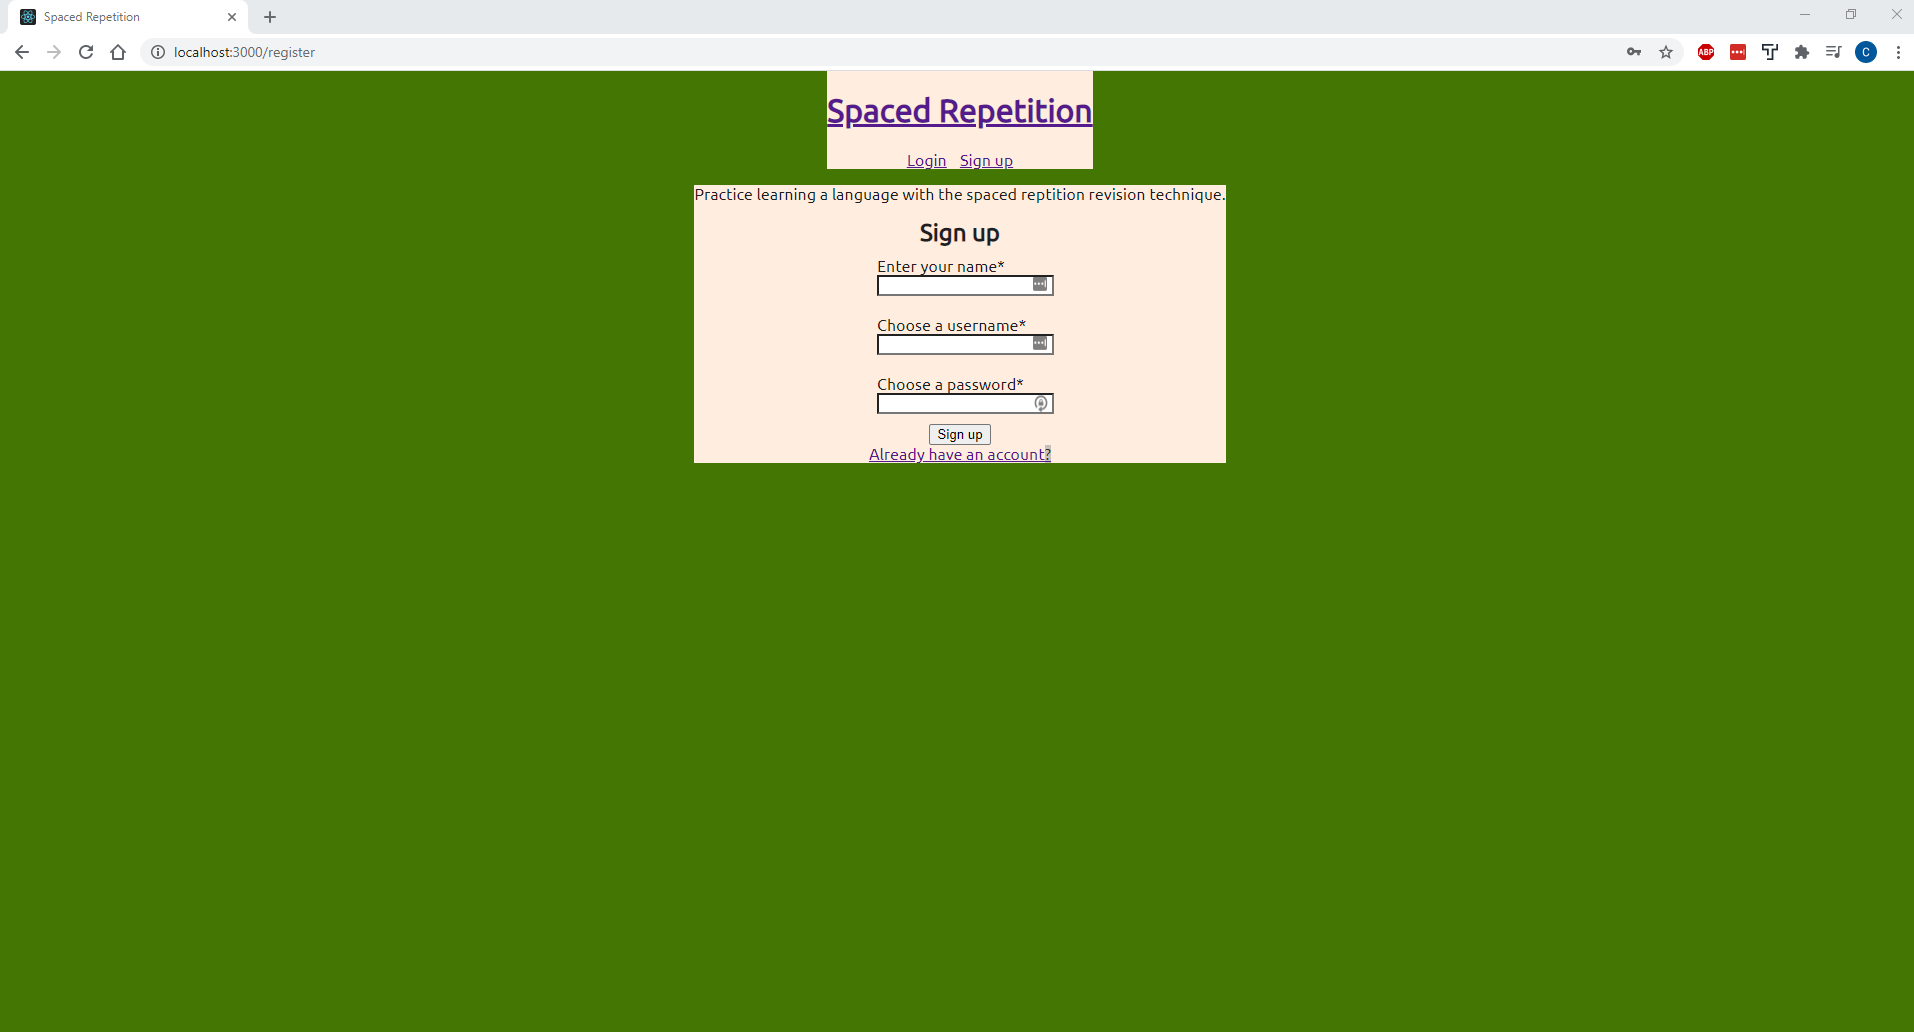 Spaced Repetition
localhost:3000/register
ABP
C
Spaced Repetition
Login Sign up
Practice learning a language with the spaced reptition revision technique.
Sign up
Enter your name*
Choose a username*
Choose a password*
Sign up
Already have an account?